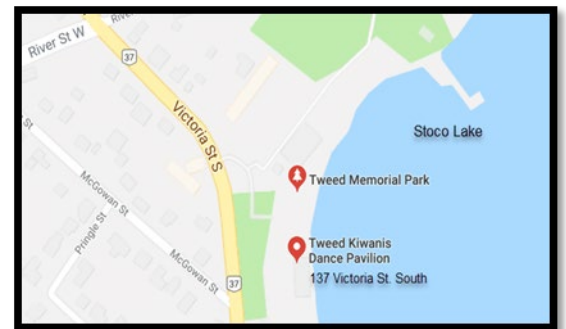 River St W
37
Victoria St S
Stoco Lake
St
McGowan St
Tweed Memorial Park
Pringle St
Tweed Kiwanis
Dance Pavilion
McGowan St
137 Victoria St. South
37